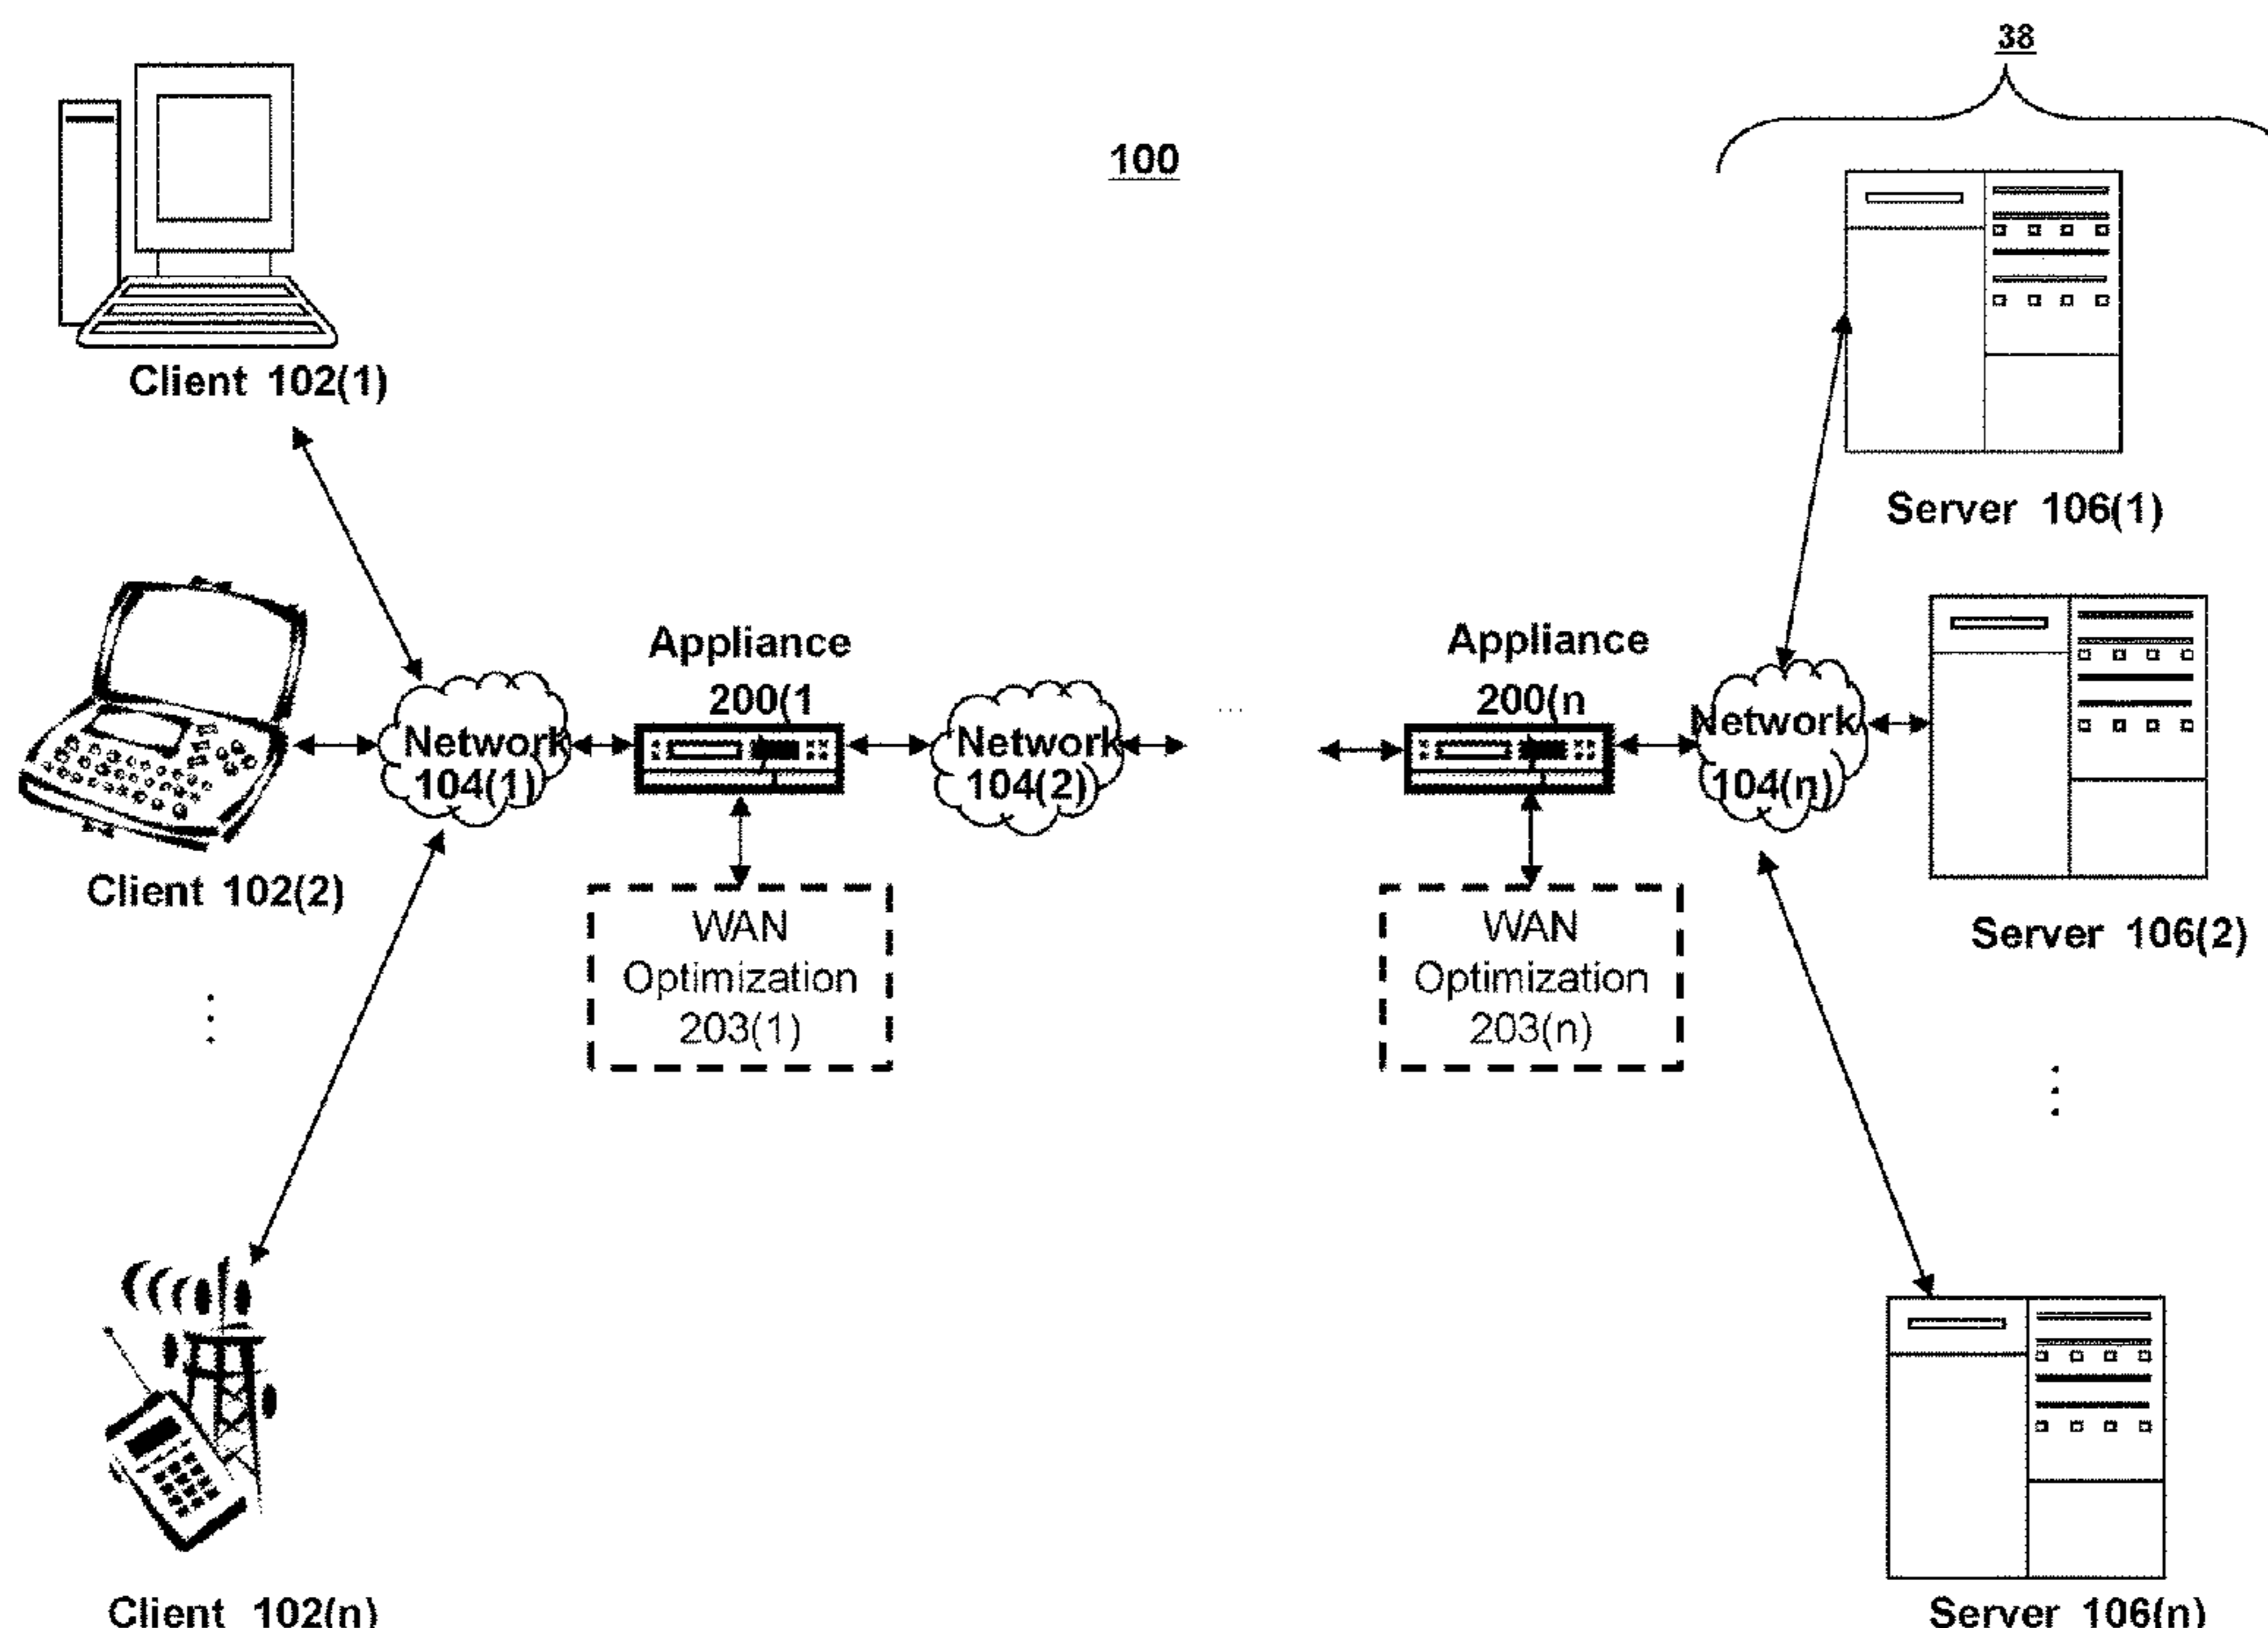 38
100
Client 102(1)
Server 106(1)
Appliance
200(1
Appliance
200(n
Network
104(1)
Network
104(2)
...
Network
104(n)
Client 102(2)
Server 106(2)
WAN
Optimization
203(1)
WAN
Optimization
203(n)
Client 102(n)
Server 106(n)